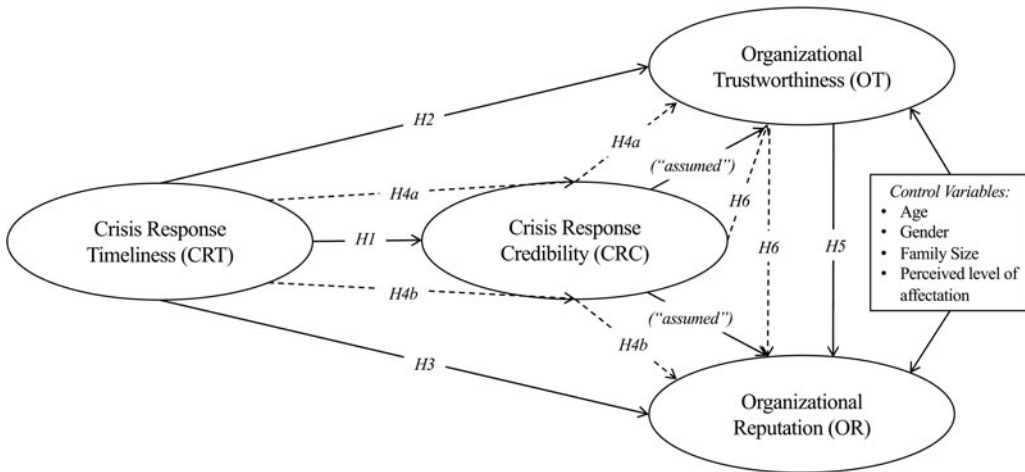 Organizational
Trustworthiness (OT)
H2
H4a
("assumed")
H4a
Crisis Response
Timeliness (CRT)
H1
Crisis Response
Credibility (CRC)
H6
H6
H5
Control Variables:
• Age
• Gender
• Family Size
• Perceived level of
affectation
H4b
("assumed")
H4b
H3
Organizational
Reputation (OR)